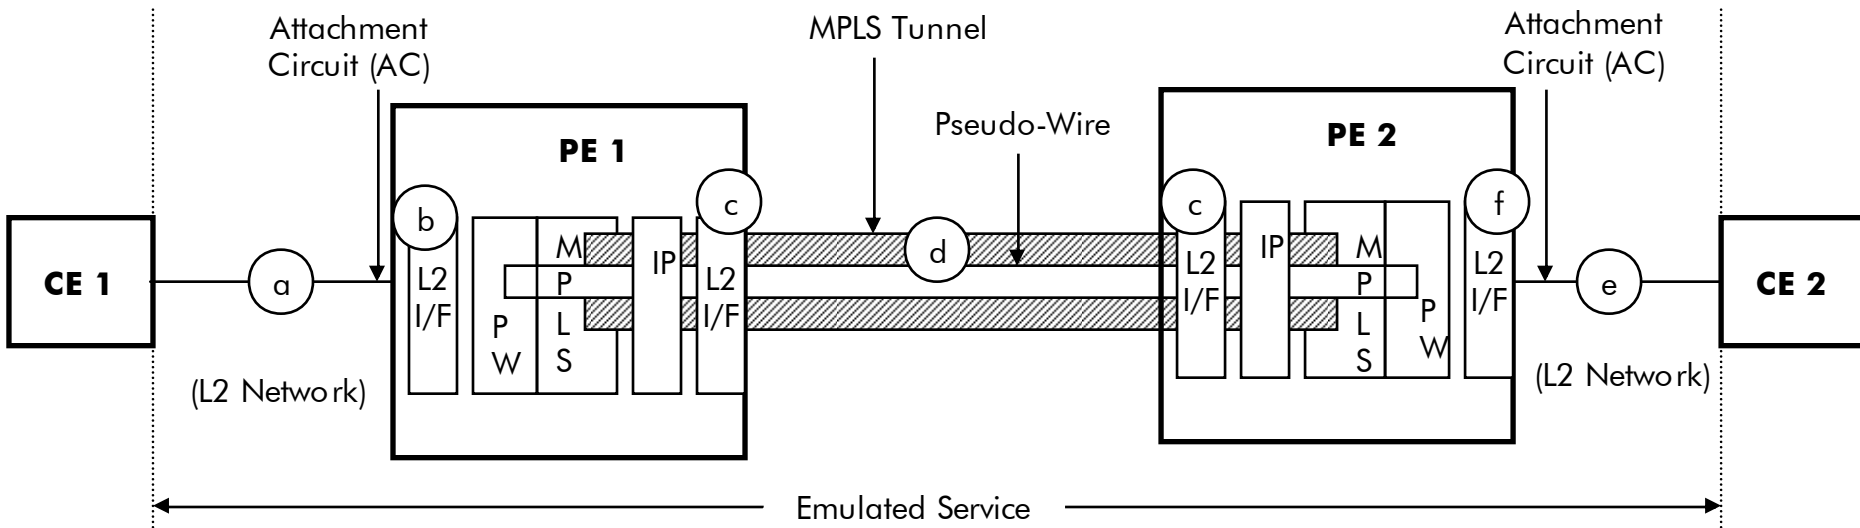 Attachment
Circuit (AC)
MPLS Tunnel
Attachment
Circuit (AC)
Pseudo-Wire
PE 1
PE 2
CE 1
a
(L2 Network)
b
L2
I/F
P
W
M
P
L
S
IP
c
L2
I/F
d
c
L2
I/F
IP
M
P
L
S
P
W
f
L2
I/F
e
(L2 Network)
CE 2
Emulated Service